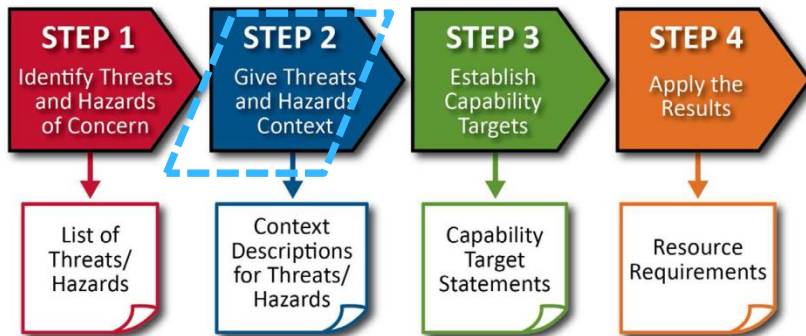 STEP 1
Identify Threats
and Hazards
of Concern
STEP 2
Give Threats
and Hazards
Context
STEP 3
Establish
Capability
Targets
STEP 4
Apply the
Results
List of
Threats/
Hazards
Context
Descriptions
for Threats/
Hazards
Capability
Target
Statements
Resource
Requirements